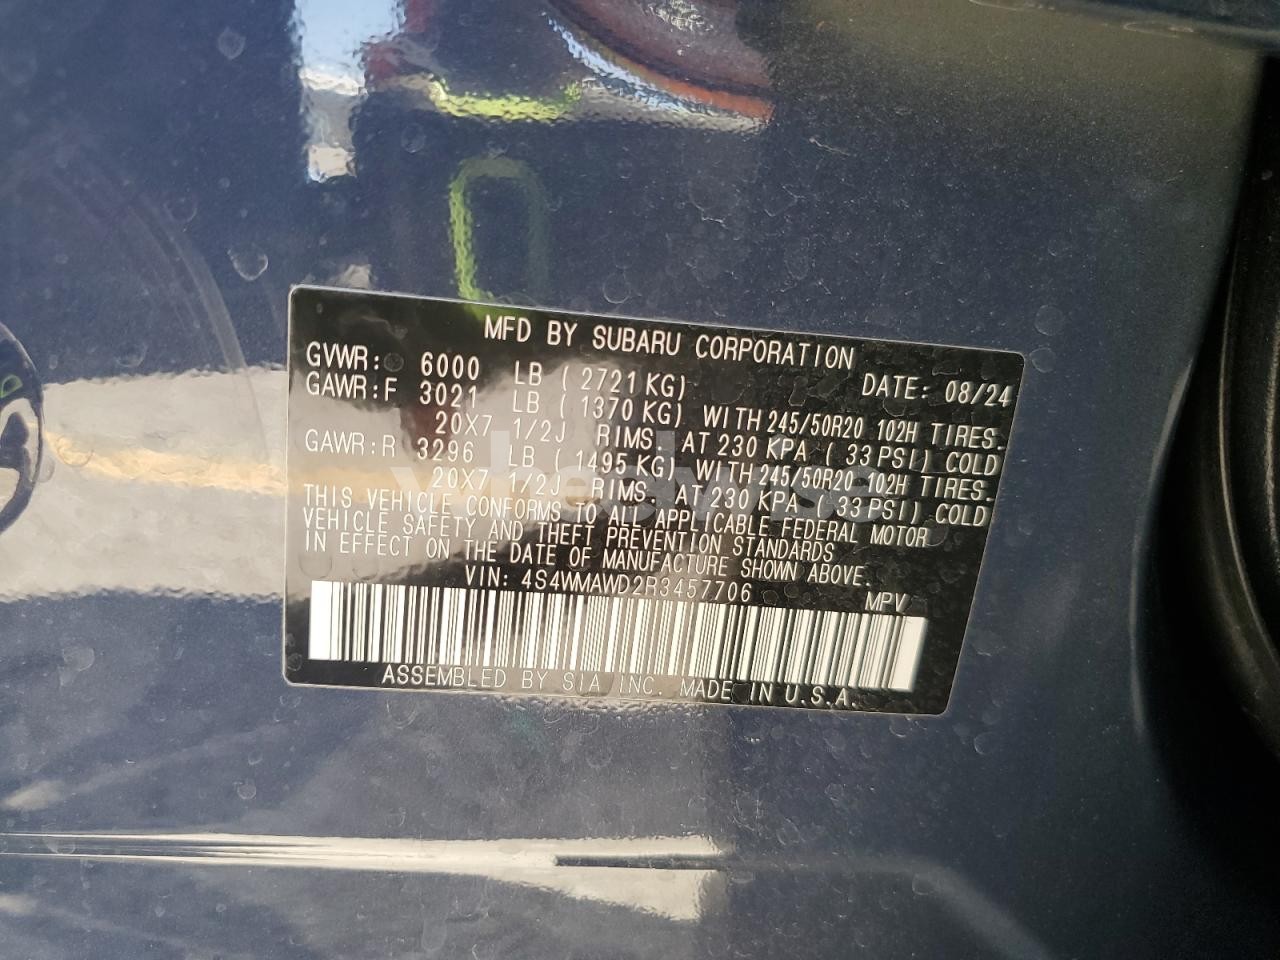 MFD BY SUBARU CORPORATION
GVWR: 6000 LB ( 2721 KG) DATE: 08/24
GAWR:F 3021 LB ( 1370 KG) WITH 245/50R20 102H TIRES.
20X7 1/2J RIMS. AT 230 KPA ( 33 PSI) COLD
GAWR:R 3296 LB ( 1495 KG) WITH 245/50R20 102H TIRES.
20X7 1/2J RIMS. AT 230 KPA ( 33 PSI) COLD
THIS VEHICLE CONFORMS TO ALL APPLICABLE FEDERAL MOTOR
VEHICLE SAFETY AND THEFT PREVENTION STANDARDS
IN EFFECT ON THE DATE OF MANUFACTURE SHOWN ABOVE.
VIN: 4S4WMAWD2R3457706 MPV
ASSEMBLED BY SIA, INC. MADE IN U.S.A.